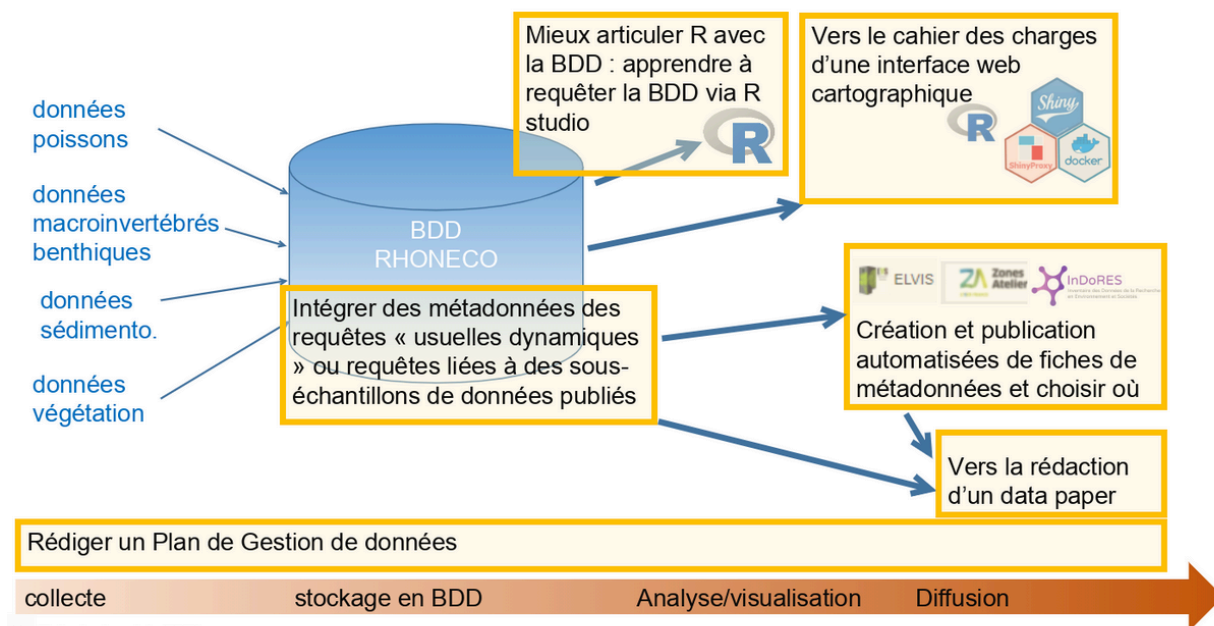 Mieux articuler R avec
la BDD : apprendre à
requêter la BDD via R
studio
R
Vers le cahier des charges
d'une interface web
cartographique
R
Shiny
ShinyProxy
docker
données
poissons
données
macroinvertébrés
benthiques
données
sédimento.
données
végétation
BDD
RHONECO
Intégrer des métadonnées des
requêtes « usuelles dynamiques
» ou requêtes liées à des sous-
échantillons de données publiés
ELVIS
ZA Zones
Atelier
InDoRES
Création et publication
automatisées de fiches de
métadonnées et choisir où
Vers la rédaction
d'un data paper
Rédiger un Plan de Gestion de données
collecte
stockage en BDD
Analyse/visualisation
Diffusion